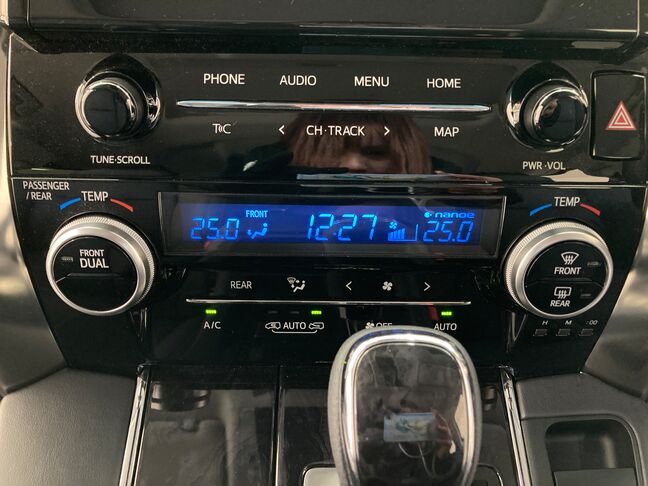 PHONE AUDIO MENU HOME
CH·TRACK MAP
TUNE·SCROLL PWR·VOL
PASSENGER
/REAR
TEMP TEMP
FRONT
25.0 12:27 nanoe 25.0
FRONT
DUAL
FRONT
REAR
REAR
H M :00
A/C AUTO OFF AUTO